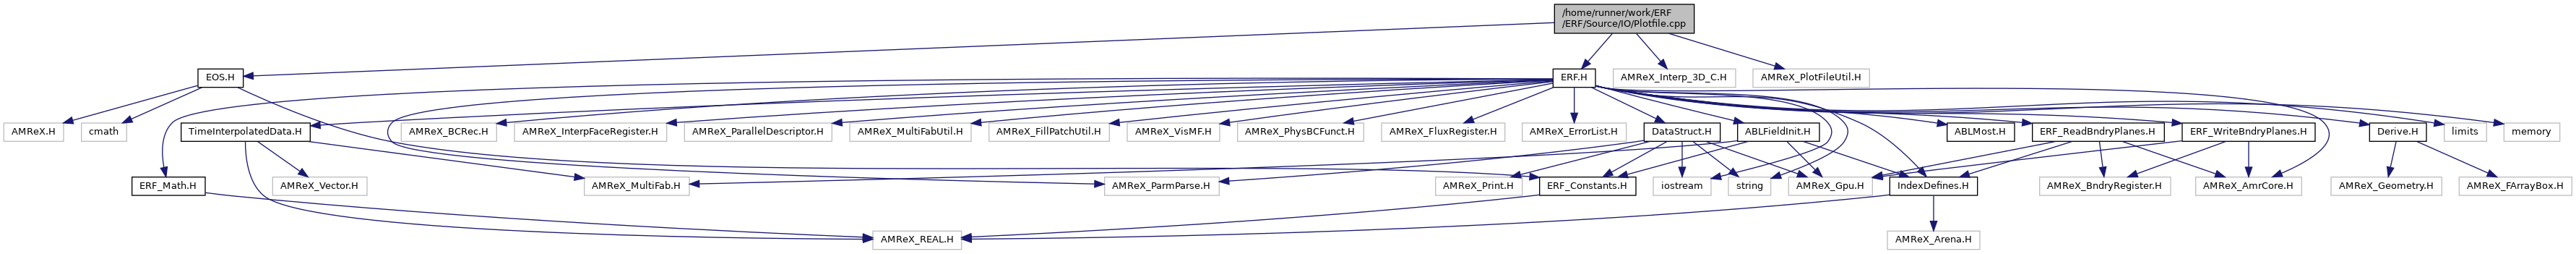 /home/runner/work/ERF
/ERF/Source/IO/Plotfile.cpp
EOS.H
ERF.H
AMReX_Interp_3D_C.H
AMReX_PlotFileUtil.H
AMReX.H
cmath
TimeInterpolatedData.H
AMReX_BCRec.H
AMReX_InterpFaceRegister.H
AMReX_ParallelDescriptor.H
AMReX_MultiFabUtil.H
AMReX_FillPatchUtil.H
AMReX_VisMF.H
AMReX_PhysBCFunct.H
AMReX_FluxRegister.H
AMReX_ErrorList.H
DataStruct.H
ABLFieldInit.H
ABLMost.H
ERF_ReadBndryPlanes.H
ERF_WriteBndryPlanes.H
Derive.H
limits
memory
ERF_Math.H
AMReX_Vector.H
AMReX_MultiFab.H
AMReX_ParmParse.H
AMReX_Print.H
ERF_Constants.H
iostream
string
AMReX_Gpu.H
IndexDefines.H
AMReX_BndryRegister.H
AMReX_AmrCore.H
AMReX_Geometry.H
AMReX_FArrayBox.H
AMReX_REAL.H
AMReX_Arena.H